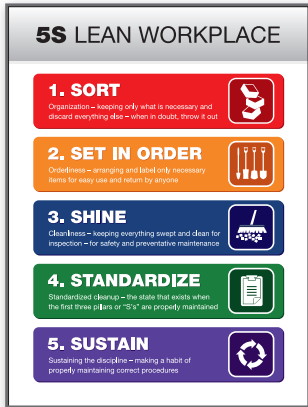 5S LEAN WORKPLACE
1. SORT
Organization – keeping only what is necessary and
discard everything else – when in doubt, throw it out
2. SET IN ORDER
Orderliness – arranging and label only necessary
items for easy use and return by anyone
3. SHINE
Cleanliness – keeping everything swept and clean for
inspection – for safety and preventative maintenance
4. STANDARDIZE
Standardized cleanup – the state that exists when
the first three pillars or “S’s” are properly maintained
5. SUSTAIN
Sustaining the discipline – making a habit of
properly maintaining correct procedures